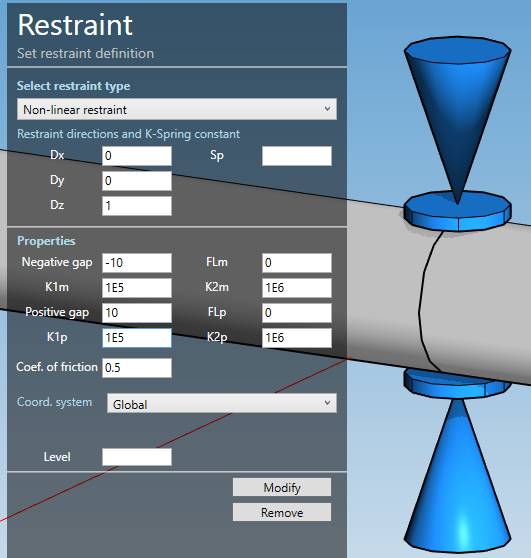 Restraint
Set restraint definition
Select restraint type
Non-linear restraint
Restraint directions and K-Spring constant
Dx 0 Sp
Dy 0
Dz 1
Properties
Negative gap -10 FLm 0
K1m 1E5 K2m 1E6
Positive gap 10 FLp 0
K1p 1E5 K2p 1E6
Coef. of friction 0.5
Coord. system Global
Level
Modify
Remove